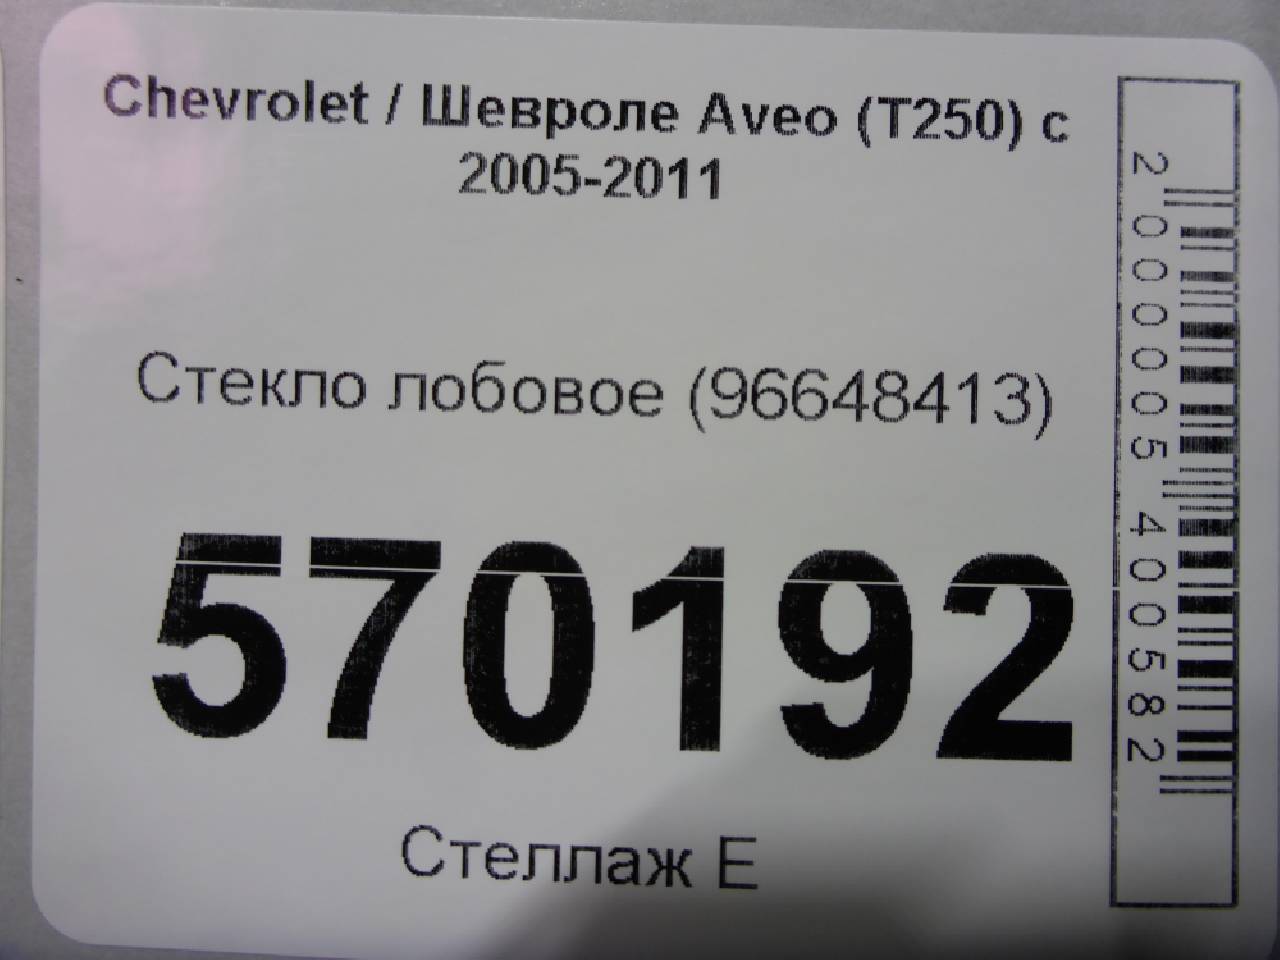 Chevrolet / Шевроле Aveo (T250) с
2005-2011
Стекло лобовое (96648413)
570192
Стеллаж Е
2000005400582